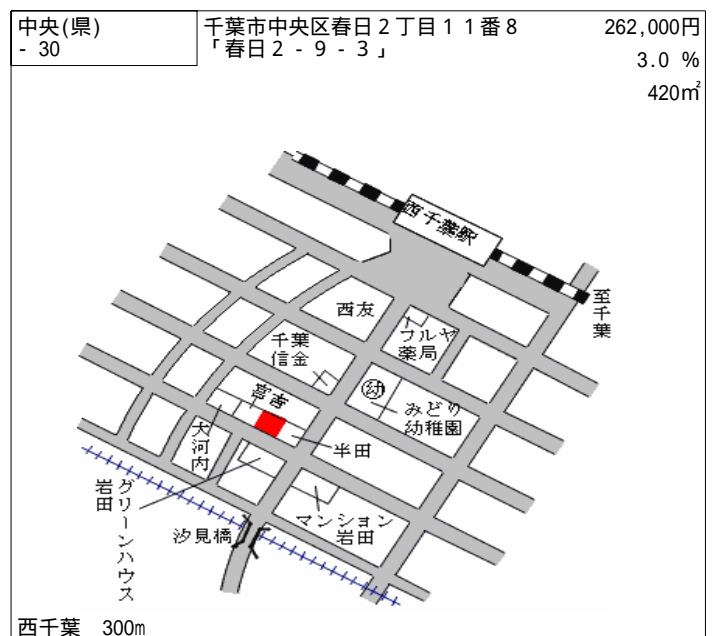 中央(県)
- 30
千葉市中央区春日２丁目１１番８
「春日２-９-３」
262,000円
3.0 %
420㎡
西千葉駅
至千葉
西友
フルヤ
薬局
千葉
信金
幼
みどり
幼稚園
宮吉
半田
大河内
グリーンハウス
岩田
マンション
岩田
汐見橋
西千葉 300m